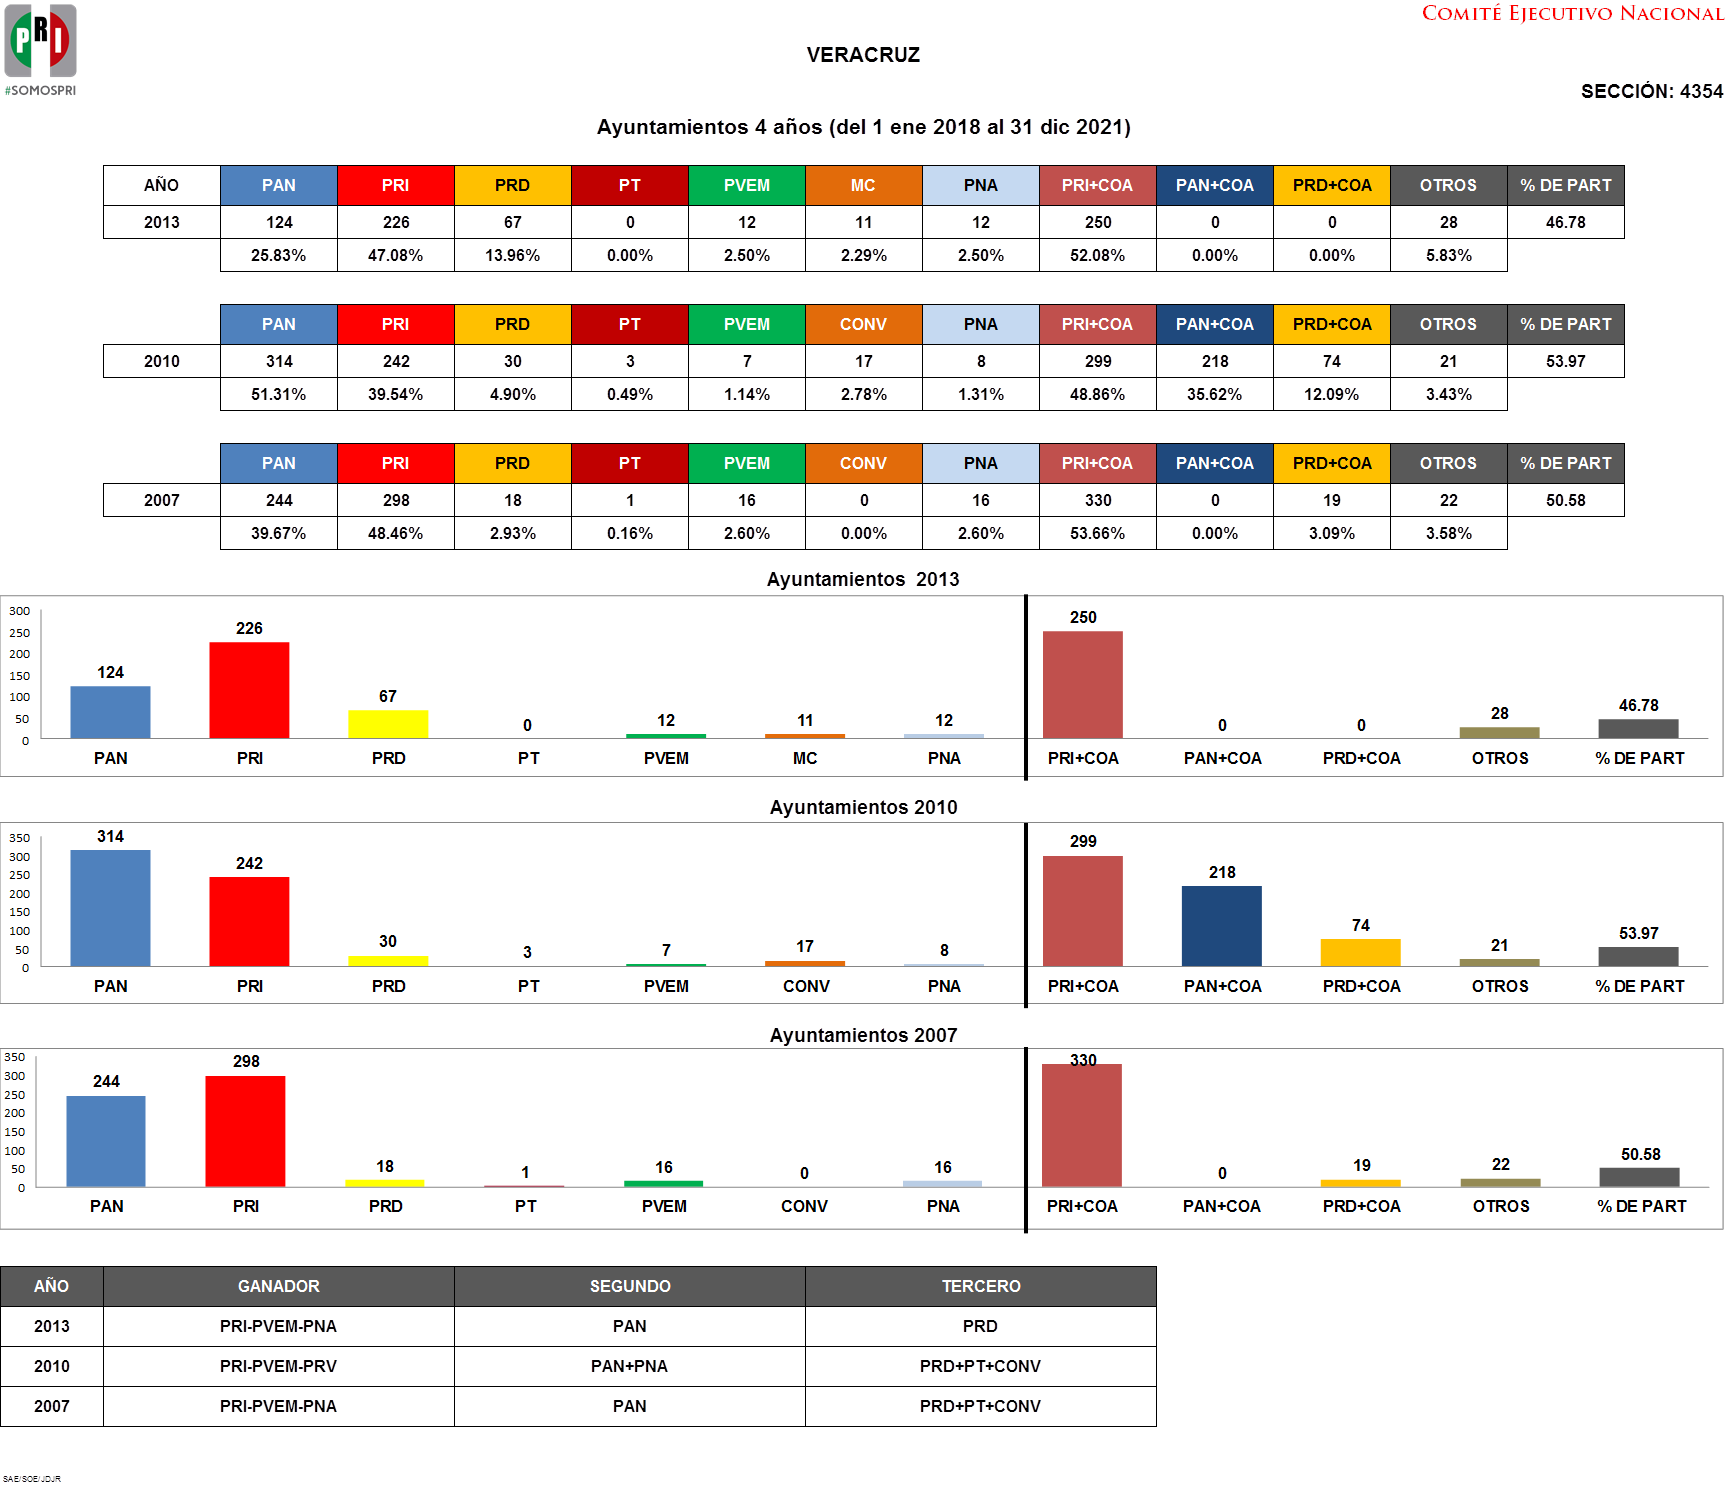 PRI
#SOMOSPRI
COMITÉ EJECUTIVO NACIONAL
VERACRUZ
SECCIÓN: 4354
Ayuntamientos 4 años (del 1 ene 2018 al 31 dic 2021)
AÑO PAN PRI PRD PT PVEM MC PNA PRI+COA PAN+COA PRD+COA OTROS % DE PART
2013 124 226 67 0 12 11 12 250 0 0 28 46.78
25.83% 47.08% 13.96% 0.00% 2.50% 2.29% 2.50% 52.08% 0.00% 0.00% 5.83%
PAN PRI PRD PT PVEM CONV PNA PRI+COA PAN+COA PRD+COA OTROS % DE PART
2010 314 242 30 3 7 17 8 299 218 74 21 53.97
51.31% 39.54% 4.90% 0.49% 1.14% 2.78% 1.31% 48.86% 35.62% 12.09% 3.43%
PAN PRI PRD PT PVEM CONV PNA PRI+COA PAN+COA PRD+COA OTROS % DE PART
2007 244 298 18 1 16 0 16 330 0 19 22 50.58
39.67% 48.46% 2.93% 0.16% 2.60% 0.00% 2.60% 53.66% 0.00% 3.09% 3.58%
Ayuntamientos 2013
300
250
200
150
100
50
0
124 226 67 0 12 11 12 250 0 0 28 46.78
PAN PRI PRD PT PVEM MC PNA PRI+COA PAN+COA PRD+COA OTROS % DE PART
Ayuntamientos 2010
350
300
250
200
150
100
50
0
314 242 30 3 7 17 8 299 218 74 21 53.97
PAN PRI PRD PT PVEM CONV PNA PRI+COA PAN+COA PRD+COA OTROS % DE PART
Ayuntamientos 2007
350
300
250
200
150
100
50
0
244 298 18 1 16 0 16 330 0 19 22 50.58
PAN PRI PRD PT PVEM CONV PNA PRI+COA PAN+COA PRD+COA OTROS % DE PART
AÑO GANADOR SEGUNDO TERCERO
2013 PRI-PVEM-PNA PAN PRD
2010 PRI-PVEM-PRV PAN+PNA PRD+PT+CONV
2007 PRI-PVEM-PNA PAN PRD+PT+CONV
SAE/SOE/JDJR